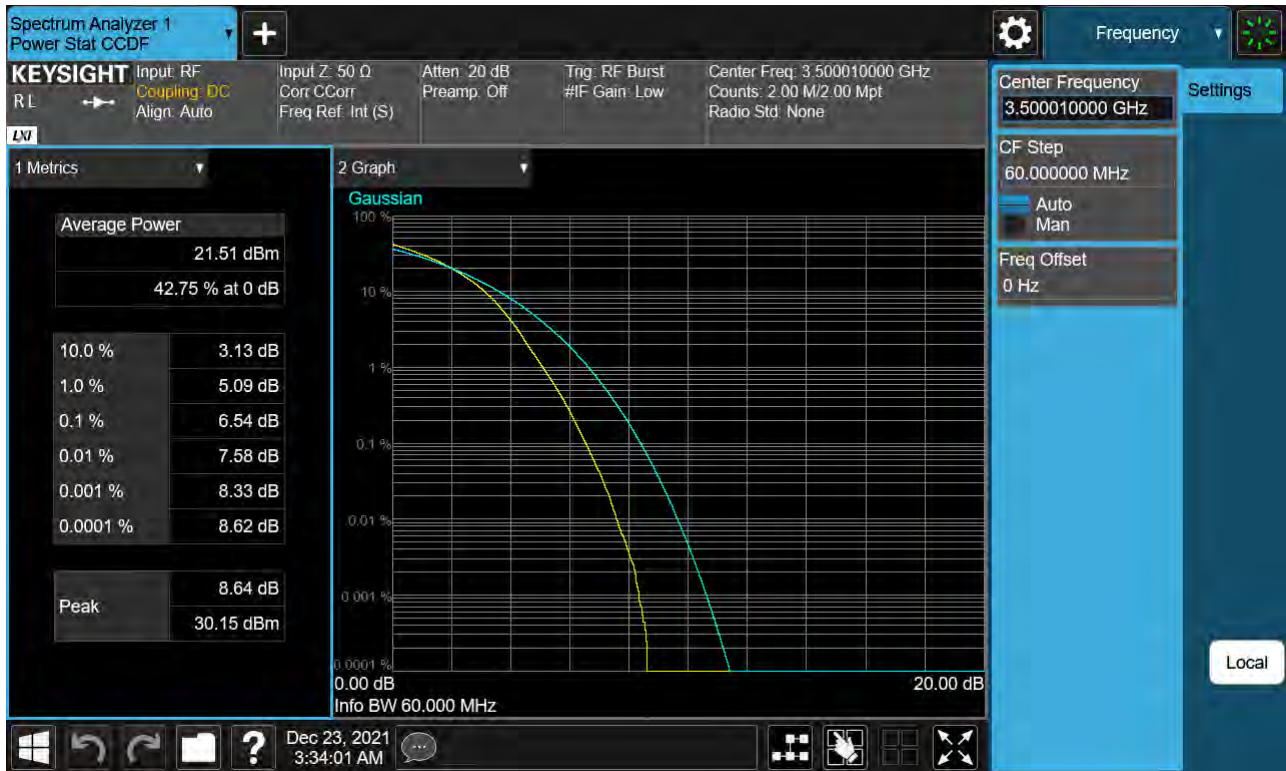 Spectrum Analyzer 1
Power Stat CCDF
+
Frequency
KEYSIGHT
RL
LXI
Input: RF
Coupling: DC
Align: Auto
Input Z: 50 Ω
Corr CCorr
Freq Ref: Int (S)
Atten: 20 dB
Preamp: Off
Trig: RF Burst
#IF Gain: Low
Center Freq: 3.500010000 GHz
Counts: 2.00 M/2.00 Mpt
Radio Std: None
Center Frequency
3.500010000 GHz
Settings
CF Step
60.000000 MHz
Auto
Man
Freq Offset
0 Hz
1 Metrics
Average Power
21.51 dBm
42.75 % at 0 dB
10.0 % 3.13 dB
1.0 % 5.09 dB
0.1 % 6.54 dB
0.01 % 7.58 dB
0.001 % 8.33 dB
0.0001 % 8.62 dB
Peak 8.64 dB
30.15 dBm
2 Graph
Gaussian
100 %
10 %
1 %
0.1 %
0.01 %
0.001 %
0.0001 %
0.00 dB 20.00 dB
Info BW 60.000 MHz
Local
?
Dec 23, 2021
3:34:01 AM